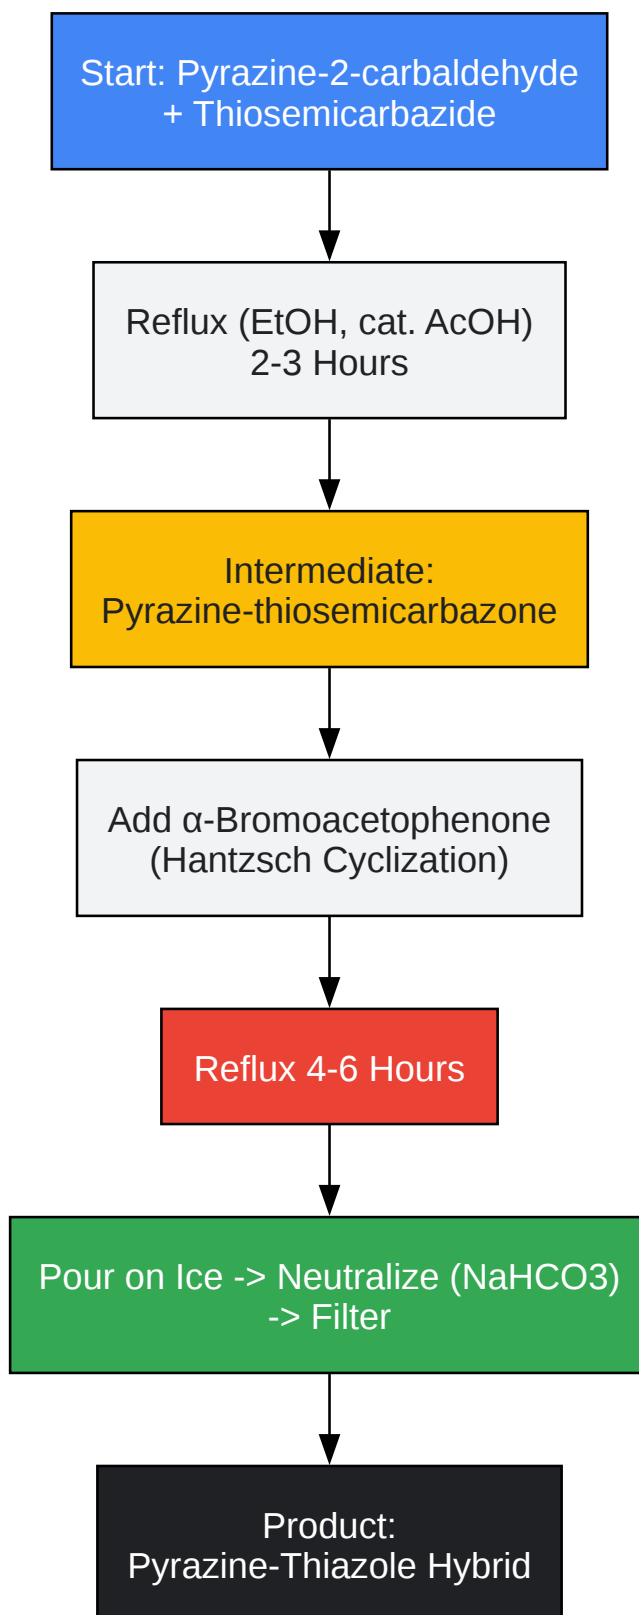 Start: Pyrazine-2-carbaldehyde
+ Thiosemicarbazide
Reflux (EtOH, cat. AcOH)
2-3 Hours
Intermediate:
Pyrazine-thiosemicarbazone
Add α-Bromoacetophenone
(Hantzsch Cyclization)
Reflux 4-6 Hours
Pour on Ice -> Neutralize (NaHCO3)
-> Filter
Product:
Pyrazine-Thiazole Hybrid